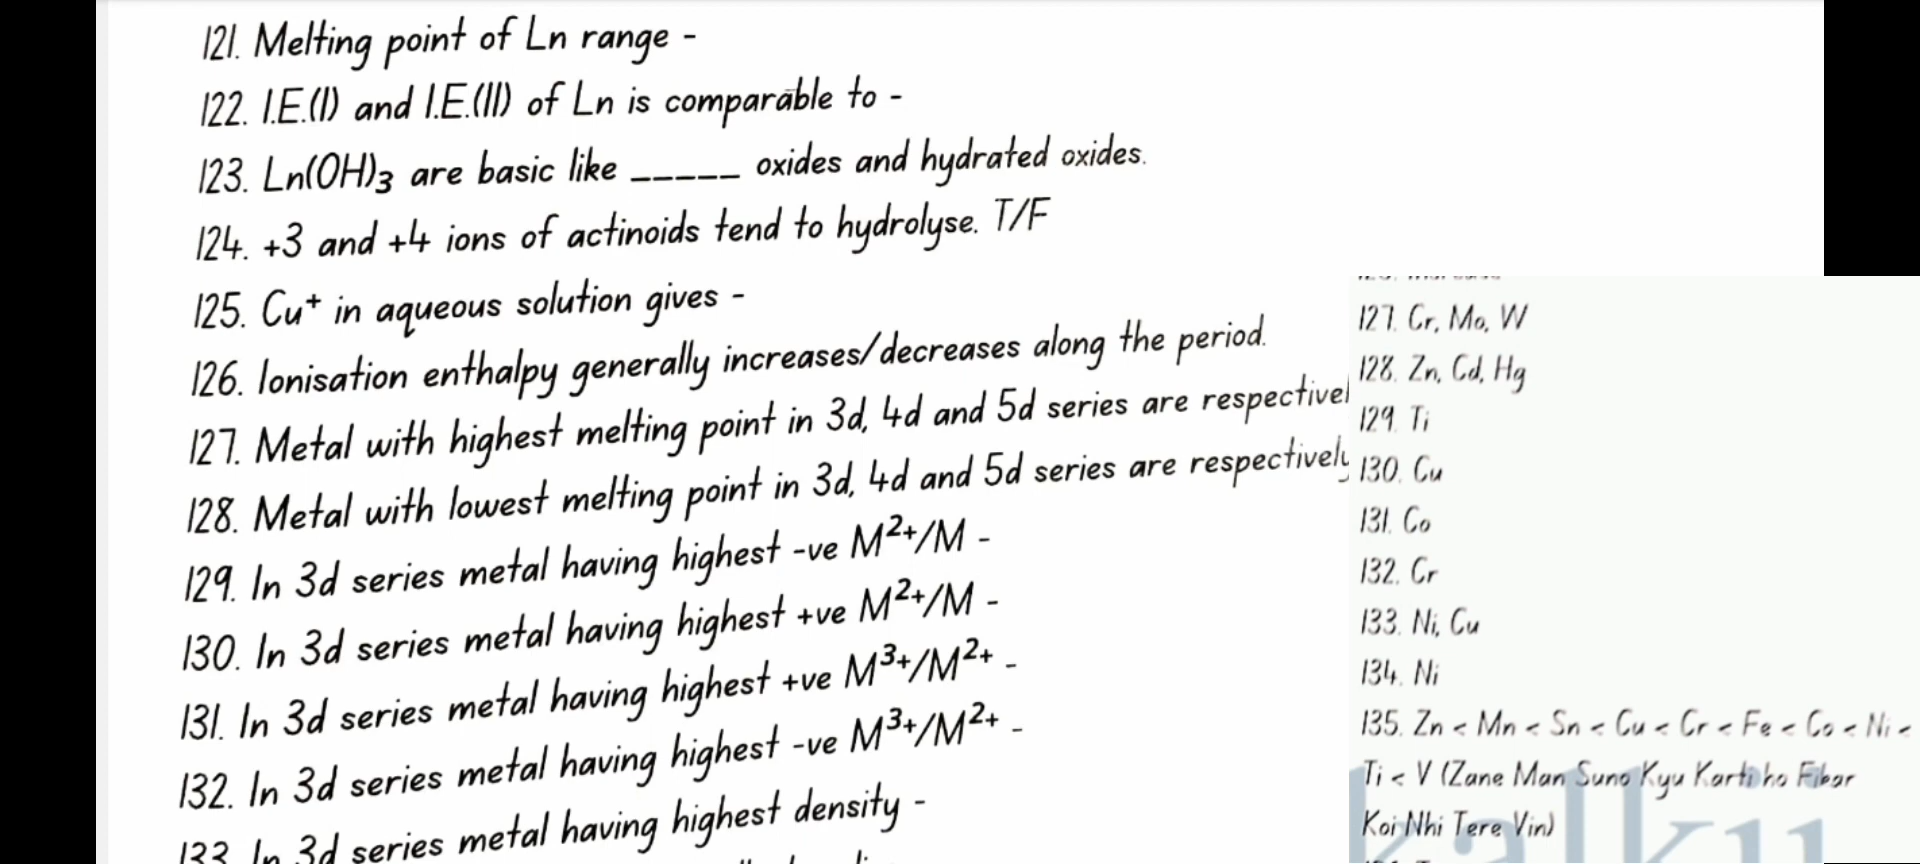 121. Melting point of Ln range -
122. I.E.(I) and I.E.(II) of Ln is comparable to -
123. Ln(OH)₃ are basic like _____ oxides and hydrated oxides.
124. +3 and +4 ions of actinoids tend to hydrolyse. T/F
125. Cu⁺ in aqueous solution gives -
126. Ionisation enthalpy generally increases/decreases along the period.
127. Metal with highest melting point in 3d, 4d and 5d series are respectivel
128. Metal with lowest melting point in 3d, 4d and 5d series are respectively
129. In 3d series metal having highest -ve M²⁺/M -
130. In 3d series metal having highest +ve M²⁺/M -
131. In 3d series metal having highest +ve M³⁺/M²⁺ -
132. In 3d series metal having highest -ve M³⁺/M²⁺ -
133. In 3d series metal having highest density -
127. Cr, Mo, W
128. Zn, Cd, Hg
129. Ti
130. Cu
131. Co
132. Cr
133. Ni, Cu
134. Ni
135. Zn < Mn < Sn < Cu < Cr < Fe < Co < Ni <
Ti < V (Zane Man Suno Kyu Karti ho Fikar
Koi Nhi Tere Vin)